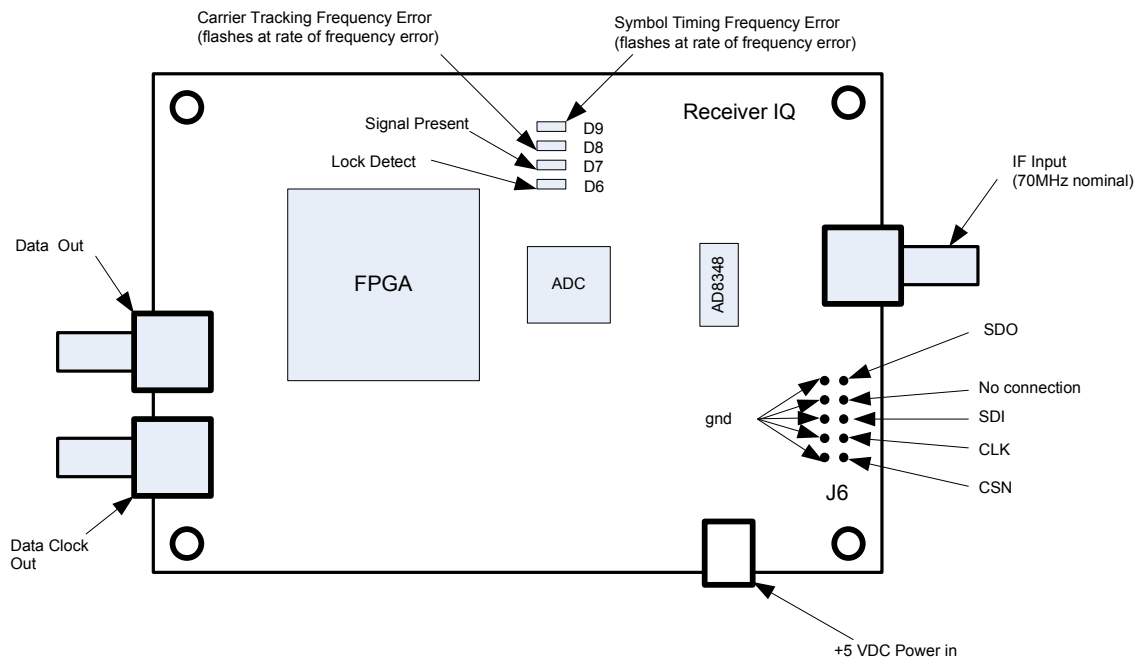 Carrier Tracking Frequency Error
(flashes at rate of frequency error)
Symbol Timing Frequency Error
(flashes at rate of frequency error)
Receiver IQ
Signal Present
Lock Detect
D9
D8
D7
D6
IF Input
(70MHz nominal)
Data Out
FPGA
ADC
AD8348
SDO
No connection
gnd
SDI
CLK
CSN
J6
Data Clock
Out
+5 VDC Power in